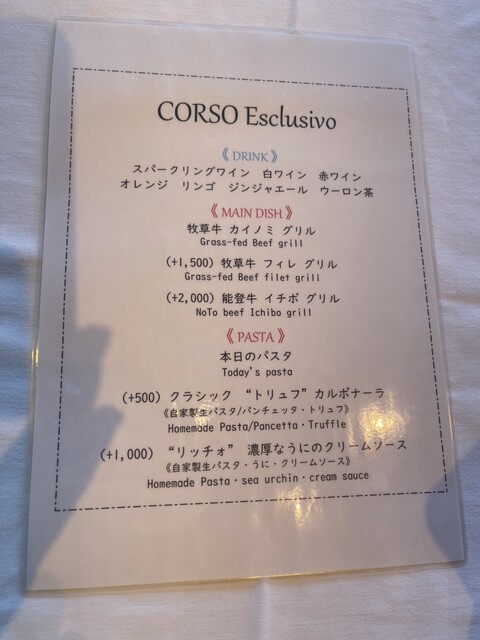 CORSO Esclusivo
《 DRINK 》
スパークリングワイン 白ワイン 赤ワイン
オレンジ リンゴ ジンジャエール ウーロン茶
《 MAIN DISH 》
牧草牛 カイノミ グリル
Grass-fed Beef grill
(+1,500) 牧草牛 フィレ グリル
Grass-fed Beef filet grill
(+2,000) 能登牛 イチボ グリル
NoTo beef Ichibo grill
《 PASTA 》
本日のパスタ
Today's pasta
(+500) クラシック “トリュフ” カルボナーラ
《自家製生パスタ/パンチェッタ・トリュフ》
Homemade Pasta/Pancetta・Truffle
(+1,000) “リッチォ” 濃厚なうにのクリームソース
《自家製生パスタ・うに・クリームソース》
Homemade Pasta・sea urchin・cream sauce